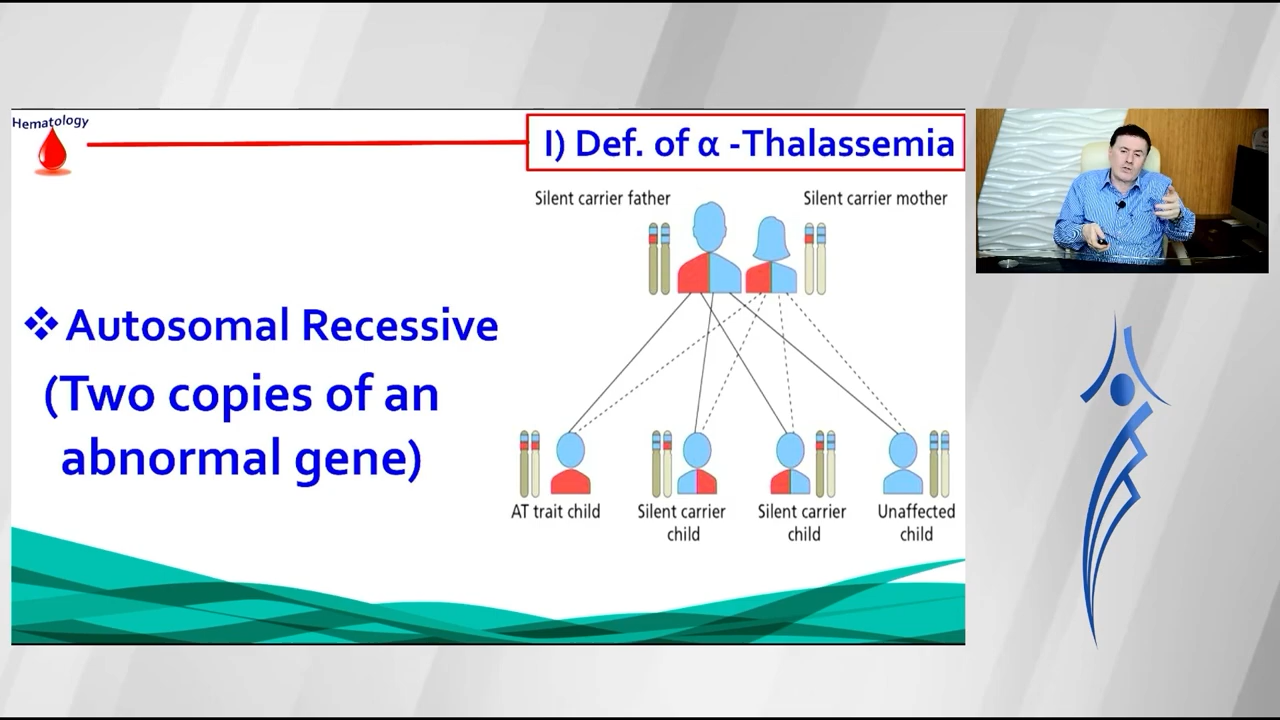 Hematology
I) Def. of α -Thalassemia
Silent carrier father
Silent carrier mother
❖Autosomal Recessive
(Two copies of an
abnormal gene)
AT trait child
Silent carrier
child
Silent carrier
child
Unaffected
child